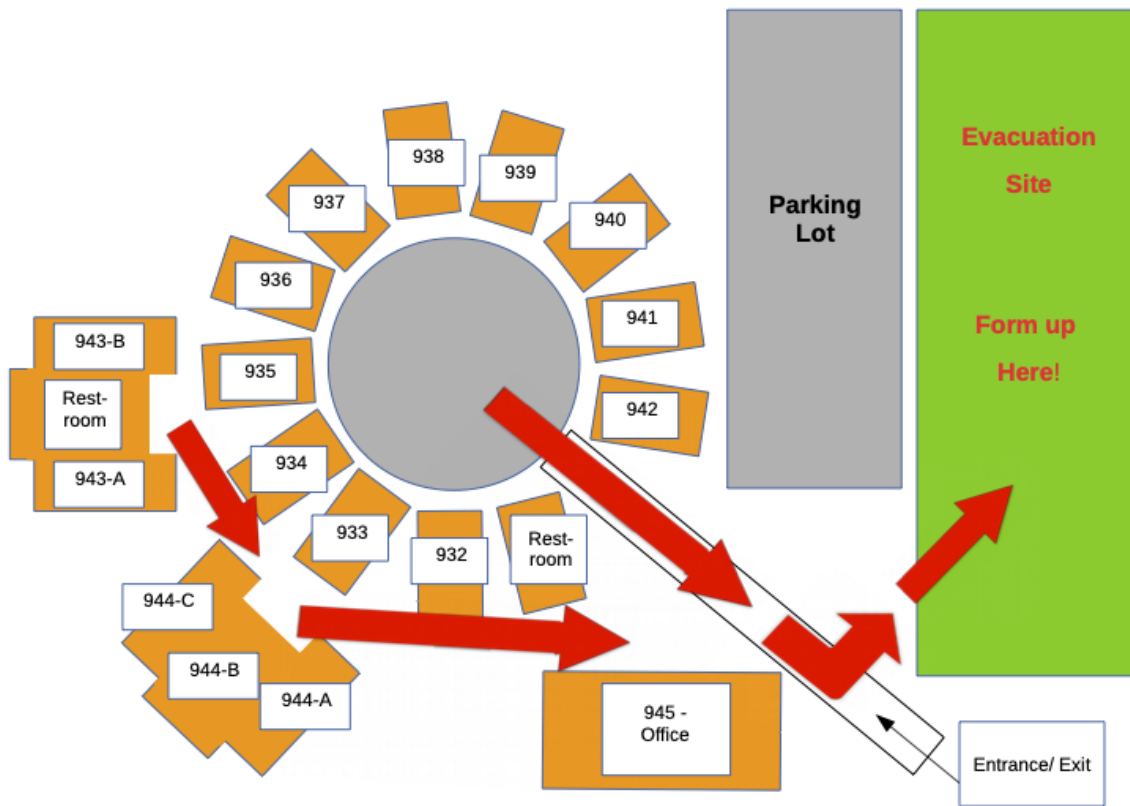 938
939
937
940
936
941
943-B
935
Rest-
room
942
943-A
934
933
932
Rest-
room
944-C
944-B
944-A
945 -
Office
Parking
Lot
Evacuation
Site
Form up
Here!
Entrance/ Exit